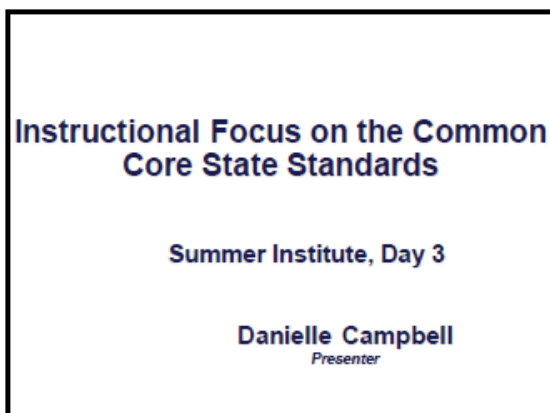 Instructional Focus on the Common
Core State Standards
Summer Institute, Day 3
Danielle Campbell
Presenter